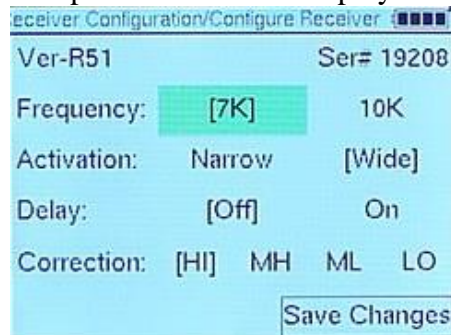 eceiver Configuration/Configure Receiver
Ver-R51 Ser# 19208
Frequency: [7K] 10K
Activation: Narrow [Wide]
Delay: [Off] On
Correction: [HI] MH ML LO
Save Changes